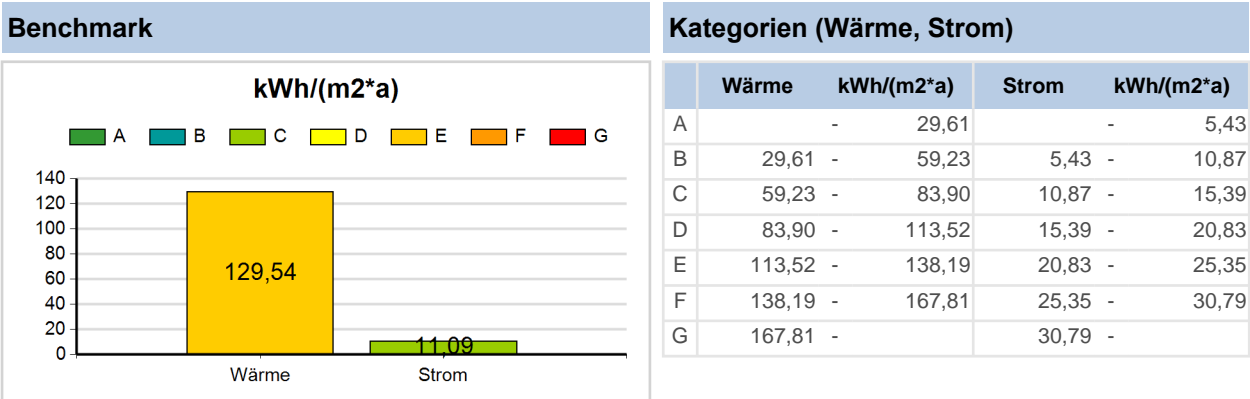 Benchmark
kWh/(m2*a)
A B C D E F G
140
120
100
80
60
40
20
0
129,54
11,09
Wärme Strom
Kategorien (Wärme, Strom)
Wärme kWh/(m2*a) Strom kWh/(m2*a)
A - 29,61 - 5,43
B 29,61 - 59,23 5,43 - 10,87
C 59,23 - 83,90 10,87 - 15,39
D 83,90 - 113,52 15,39 - 20,83
E 113,52 - 138,19 20,83 - 25,35
F 138,19 - 167,81 25,35 - 30,79
G 167,81 - 30,79 -